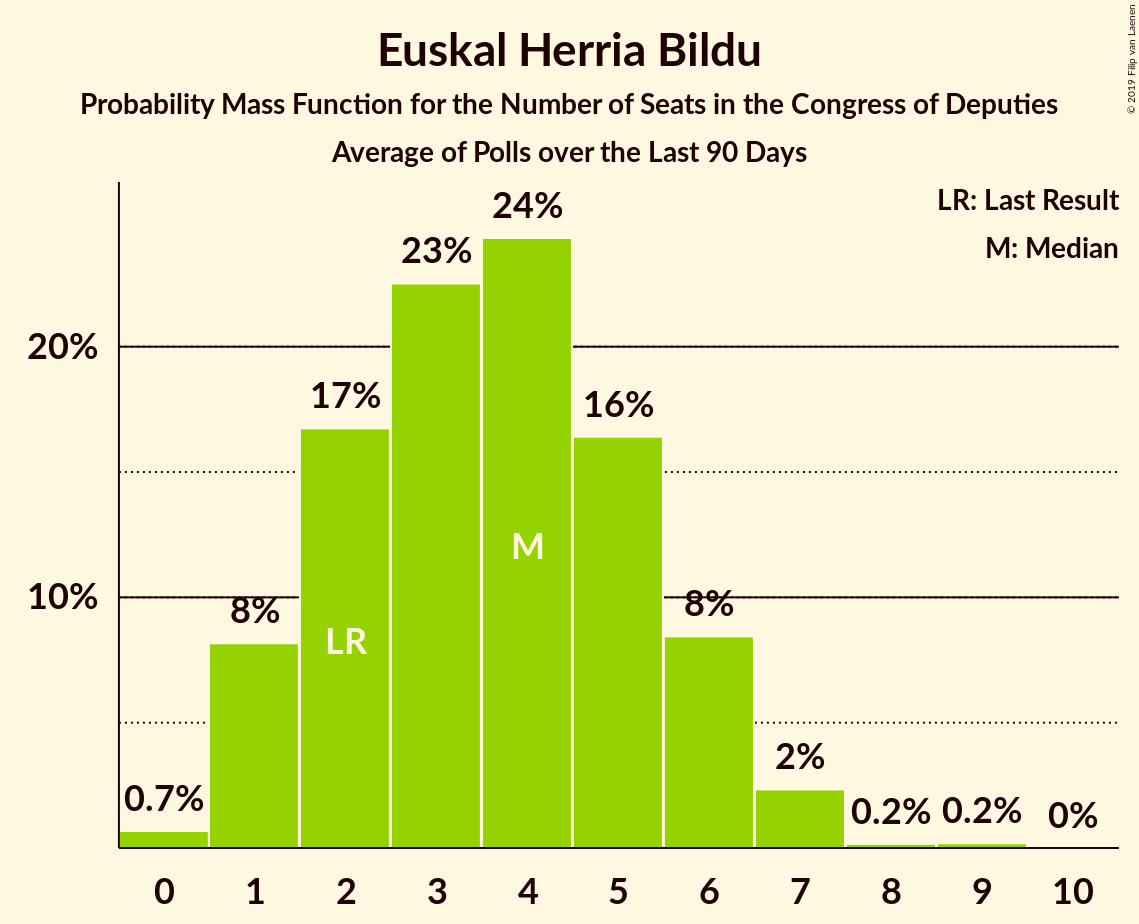 Euskal Herria Bildu
Probability Mass Function for the Number of Seats in the Congress of Deputies
Average of Polls over the Last 90 Days
© 2019 Filip van Laenen
LR: Last Result
M: Median
24%
23%
20%
17%
16%
M
10%
8%
8%
LR
2%
0.7%
0.2%
0.2%
0%
0 1 2 3 4 5 6 7 8 9 10